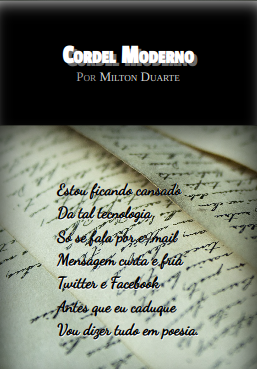 Cordel Moderno
Por Milton Duarte
Estou ficando cansado
Da tal tecnologia,
Só se fala por e-mail
Mensagem curta e fria
Twitter e Facebook
Antes que eu caduque
Vou dizer tudo em poesia.